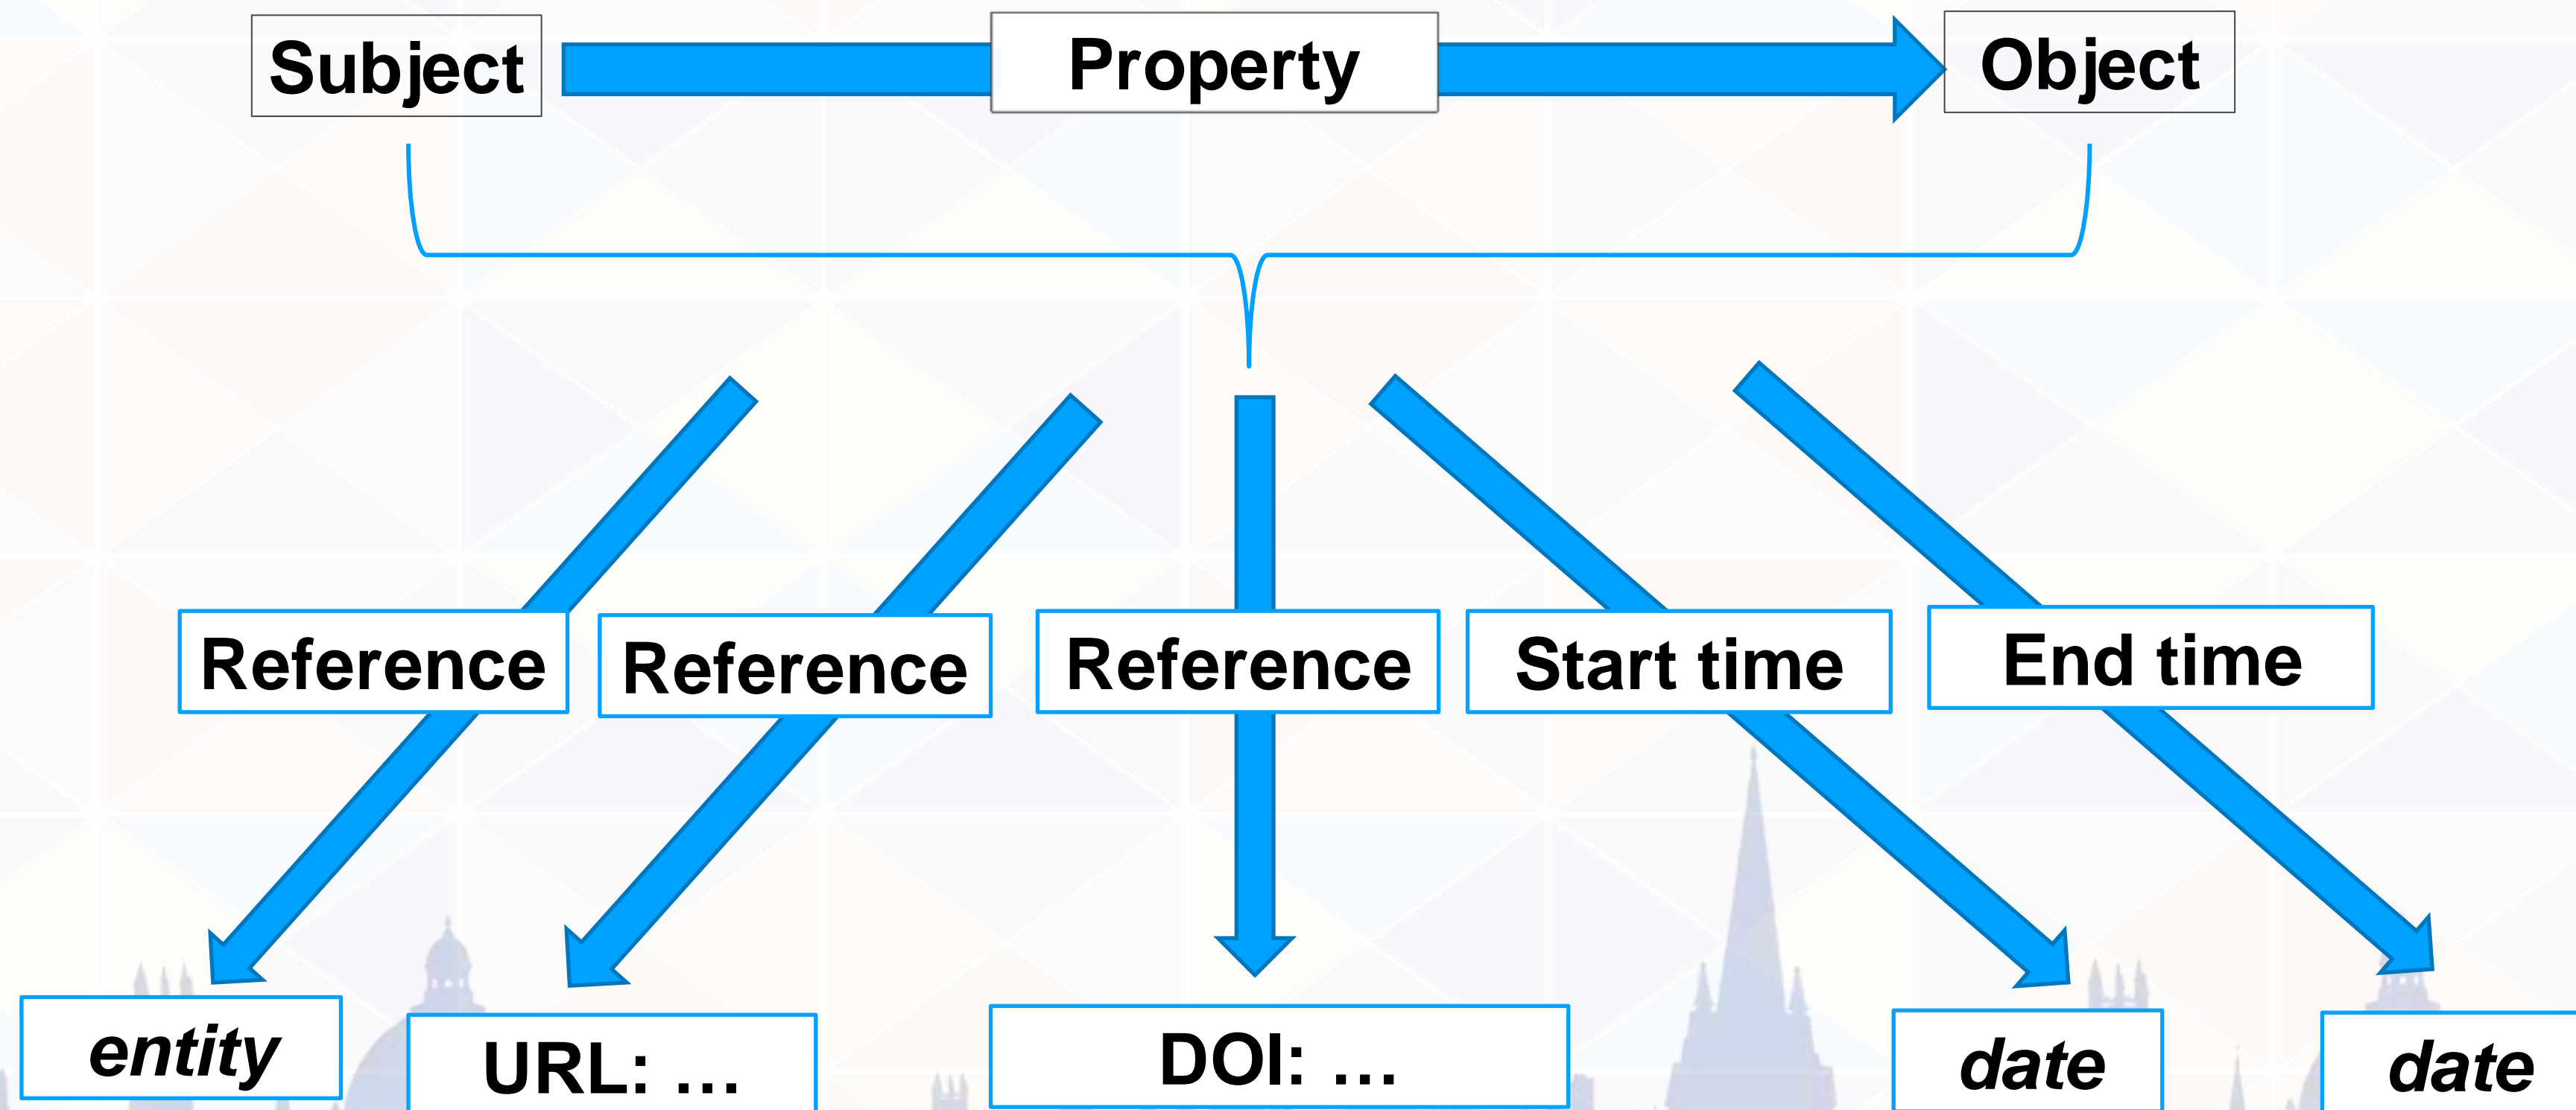 Subject
Property
Object
Reference
Reference
Reference
Start time
End time
entity
URL: …
DOI: …
date
date